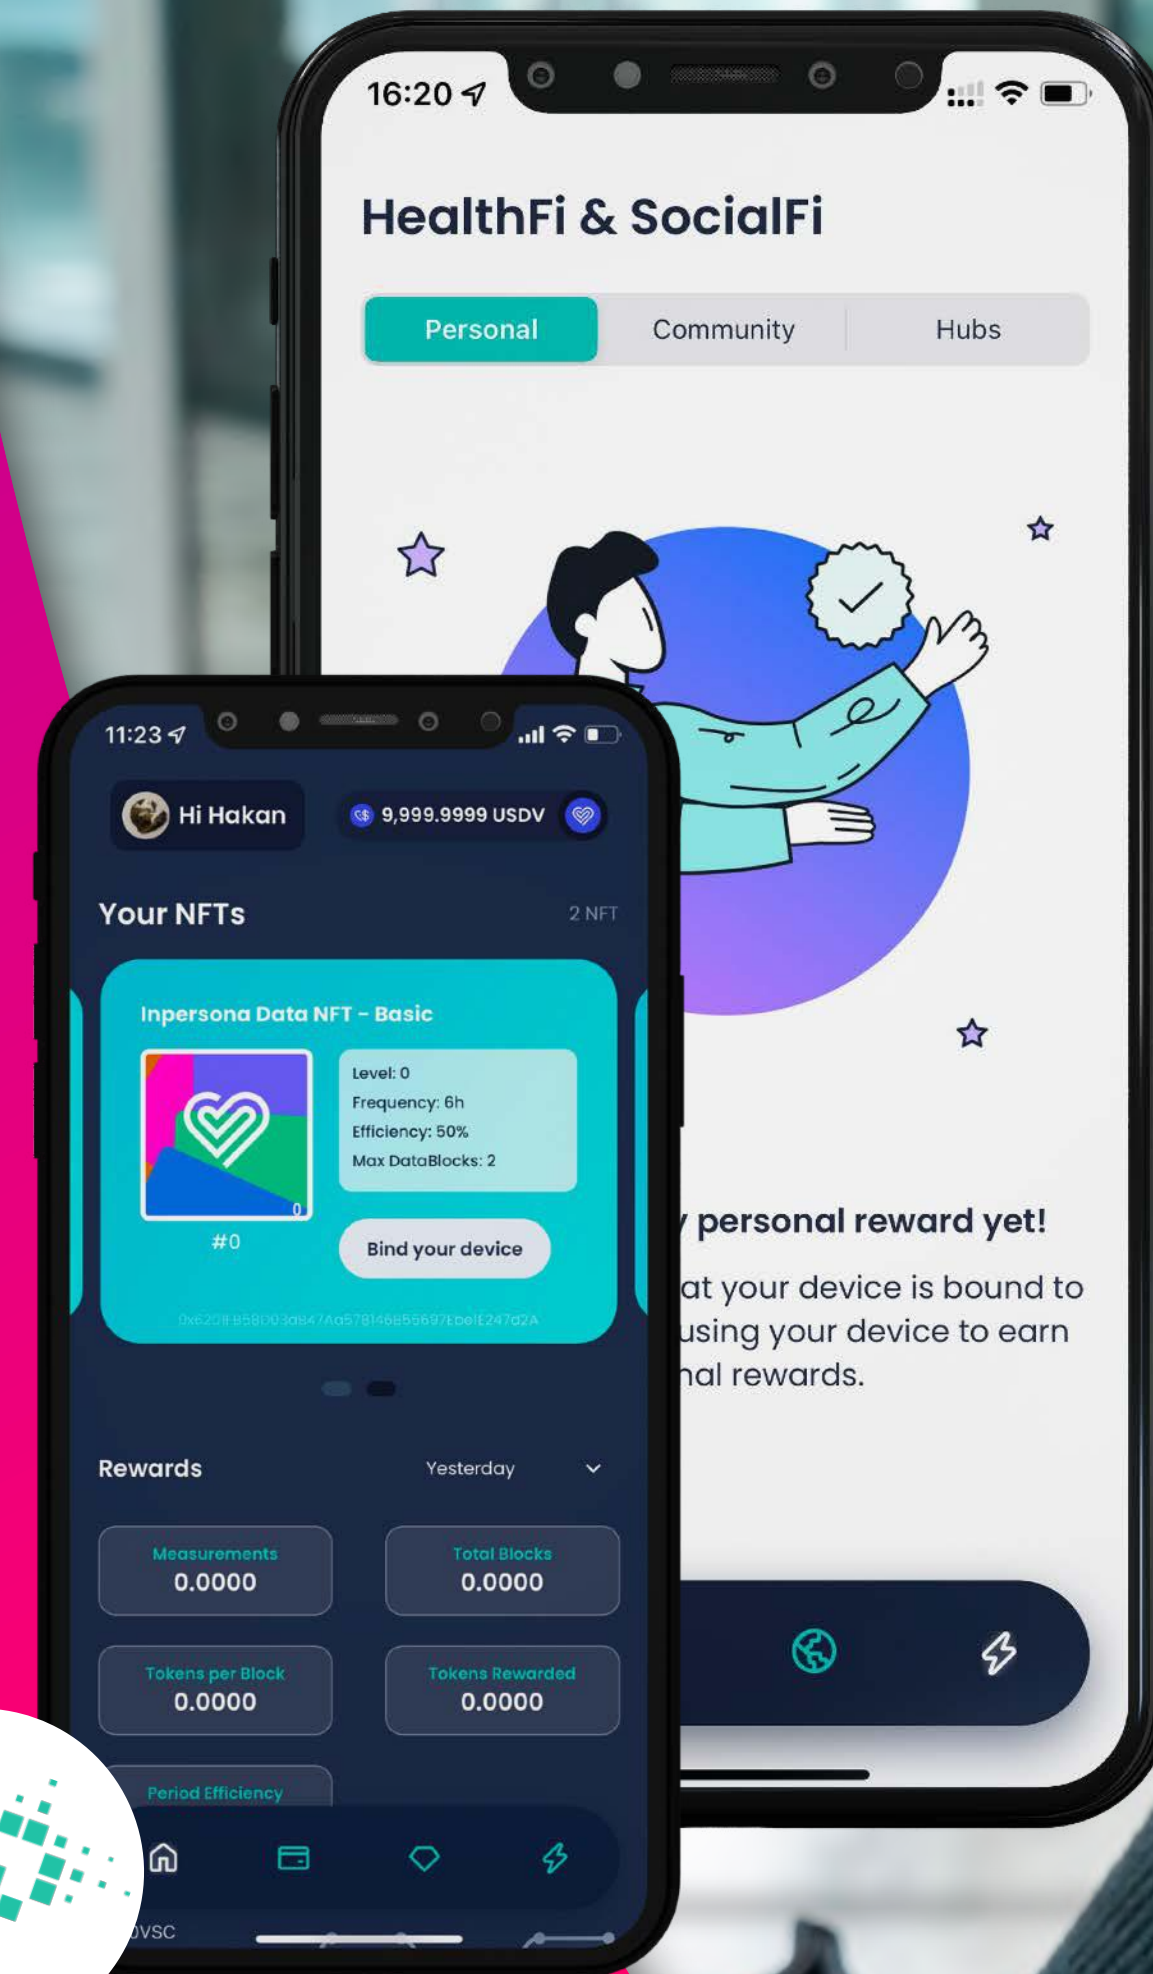 16:20
HealthFi & SocialFi
Personal
Community
Hubs
personal reward yet!
at your device is bound to
using your device to earn
rewards.
11:23
Hi Hakan
9,999.9999 USDV
Your NFTs
2 NFT
Inpersona Data NFT - Basic
Level: 0
Frequency: 6h
Efficiency: 50%
Max DataBlocks: 2
0
#0
Bind your device
Rewards
Yesterday
Measurements
0.0000
Total Blocks
0.0000
Tokens per Block
0.0000
Tokens Rewarded
0.0000
Period Efficiency